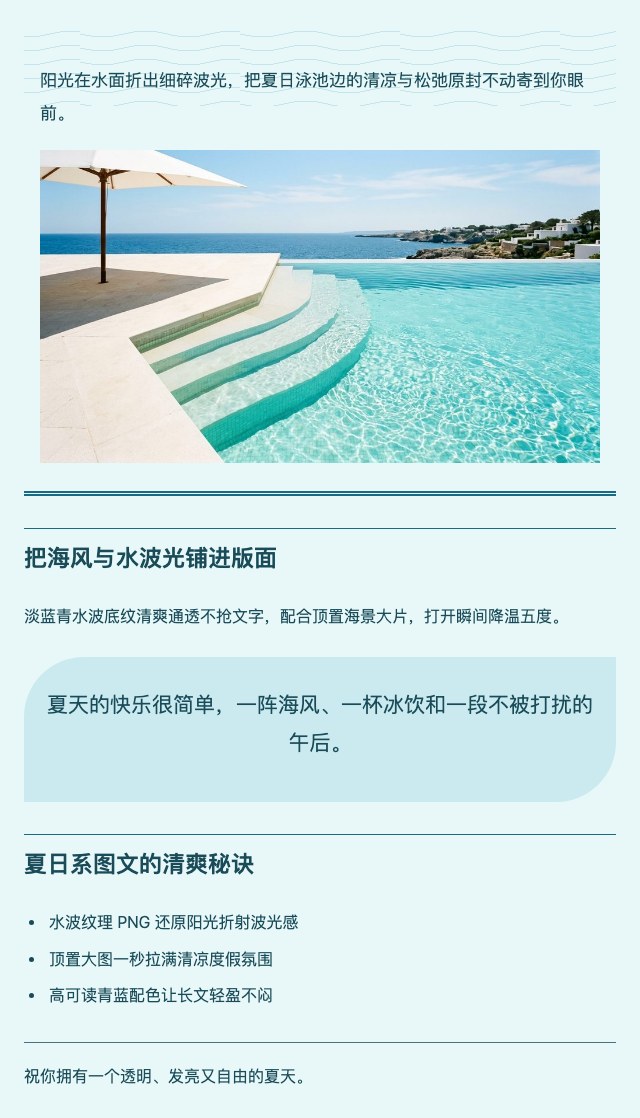 阳光在水面折出细碎波光，把夏日泳池边的清凉与松弛原封不动寄到你眼
前。
把海风与水波光铺进版面
淡蓝青水波底纹清爽通透不抢文字，配合顶置海景大片，打开瞬间降温五度。
夏天的快乐很简单，一阵海风、一杯冰饮和一段不被打扰的
午后。
夏日系图文的清爽秘诀
• 水波纹理 PNG 还原阳光折射波光感
• 顶置大图一秒拉满清凉度假氛围
• 高可读青蓝配色让长文轻盈不闷
祝你拥有一个透明、发亮又自由的夏天。